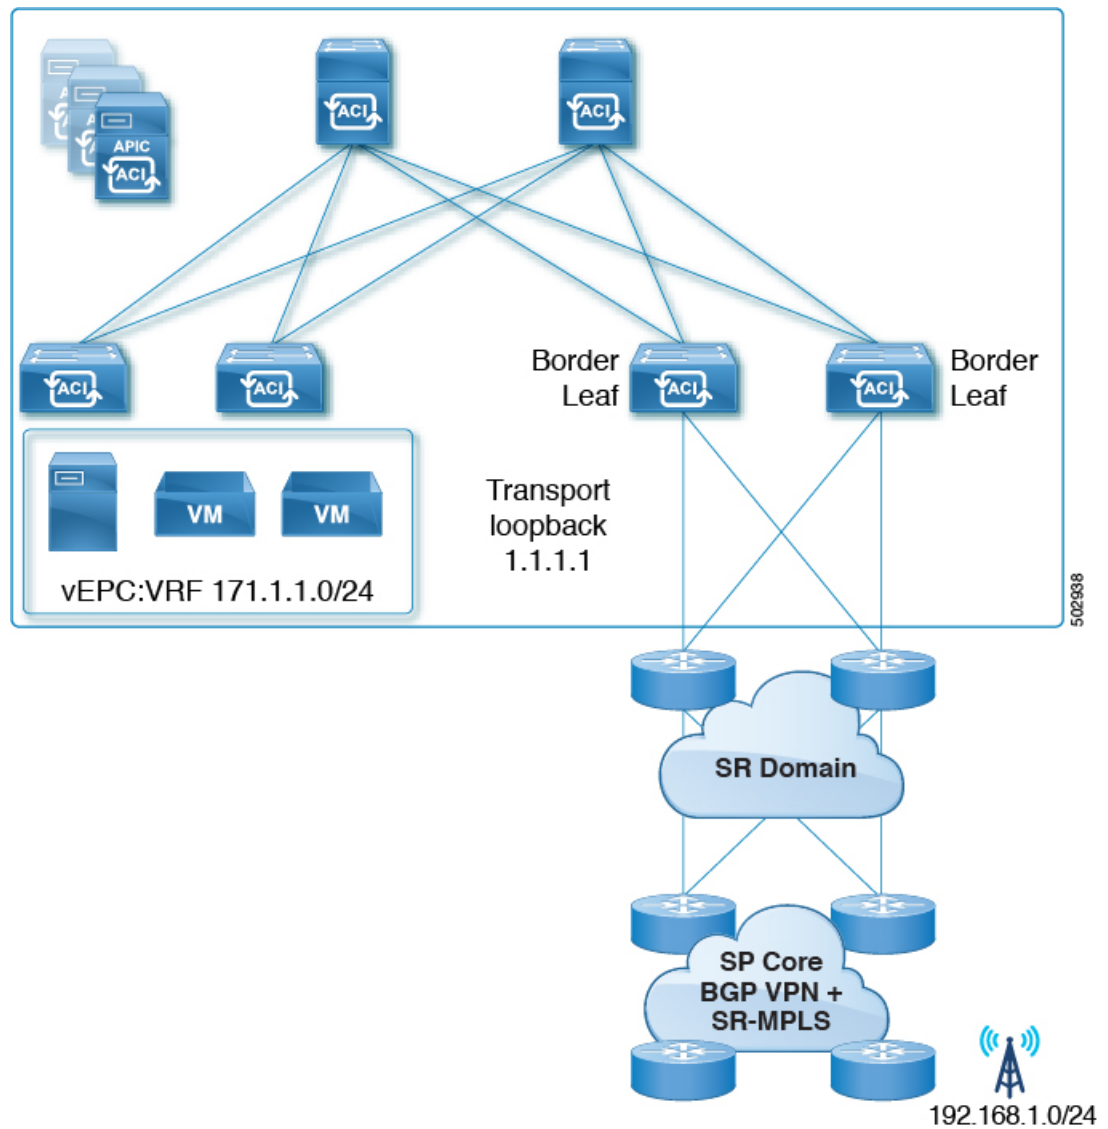 ACI
ACI
A
A
APIC
ACI
ACI
ACI
Border
Leaf
ACI
ACI
Border
Leaf
VM
VM
vEPC:VRF 171.1.1.0/24
Transport
loopback
1.1.1.1
502938
SR Domain
SP Core
BGP VPN +
SR-MPLS
192.168.1.0/24